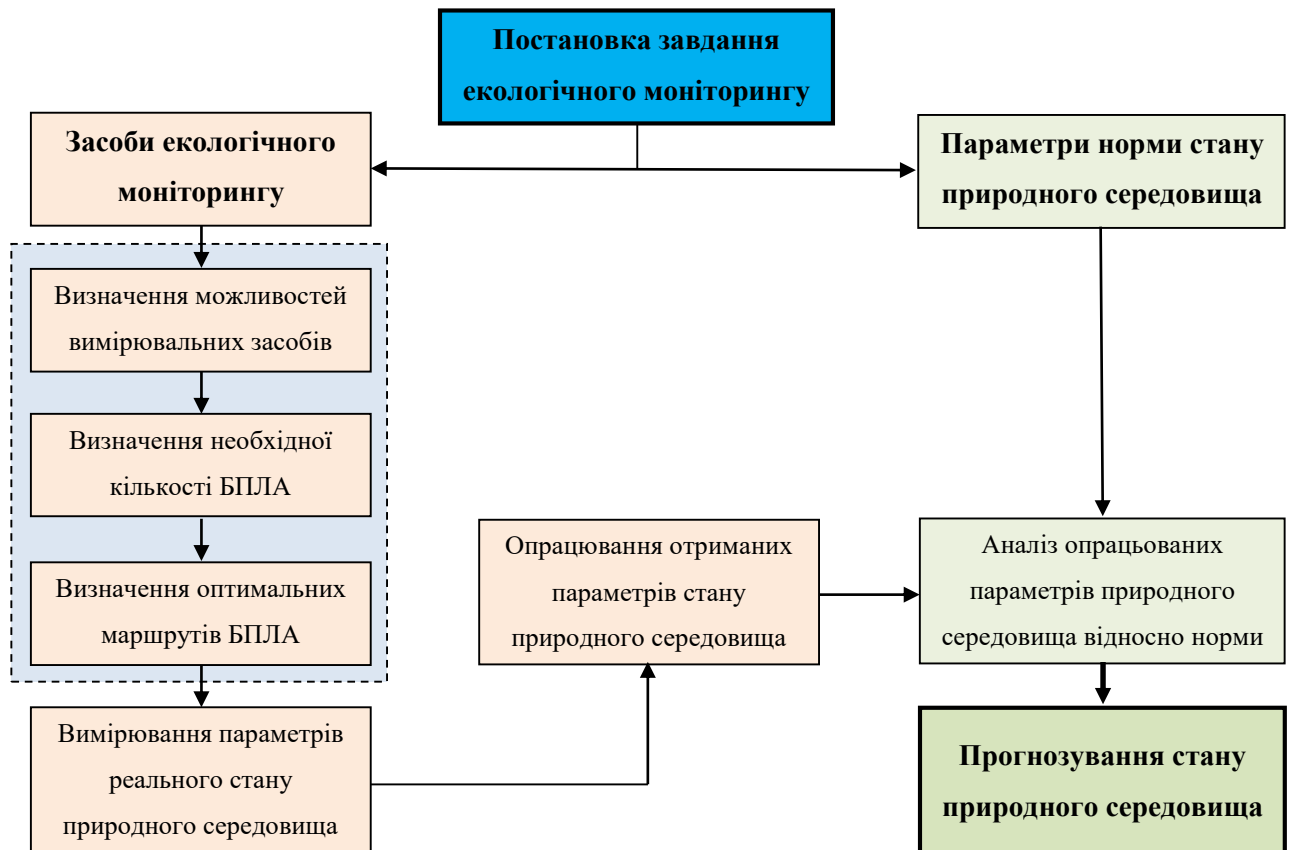 Постановка завдання
екологічного моніторингу
Засоби екологічного
моніторингу
Параметри норми стану
природного середовища
Визначення можливостей
вимірювальних засобів
Визначення необхідної
кількості БПЛА
Визначення оптимальних
маршрутів БПЛА
Вимірювання параметрів
реального стану
природного середовища
Опрацювання отриманих
параметрів стану
природного середовища
Аналіз опрацьованих
параметрів природного
середовища відносно норми
Прогнозування стану
природного середовища